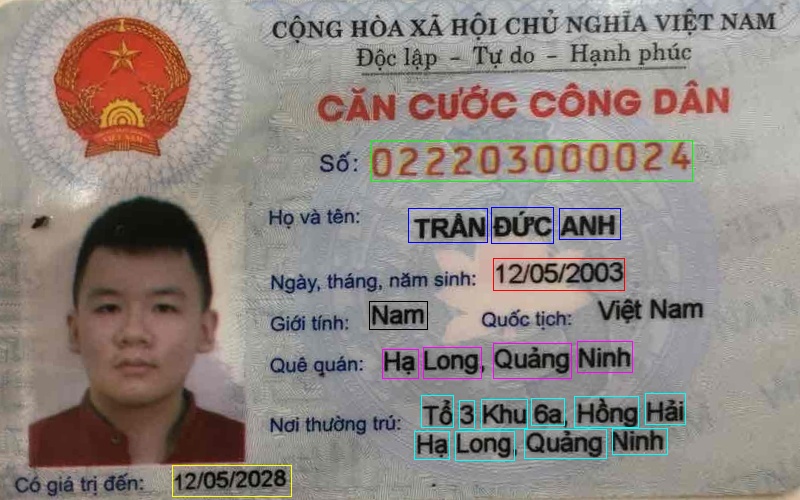 CỘNG HÒA XÃ HỘI CHỦ NGHĨA VIỆT NAM
Độc lập - Tự do - Hạnh phúc
CĂN CƯỚC CÔNG DÂN
Số: 022203000024
Họ và tên: TRẦN ĐỨC ANH
Ngày, tháng, năm sinh: 12/05/2003
Giới tính: Nam Quốc tịch: Việt Nam
Quê quán: Hạ Long, Quảng Ninh
Nơi thường trú: Tổ 3 Khu 6a, Hồng Hải
Hạ Long, Quảng Ninh
Có giá trị đến: 12/05/2028